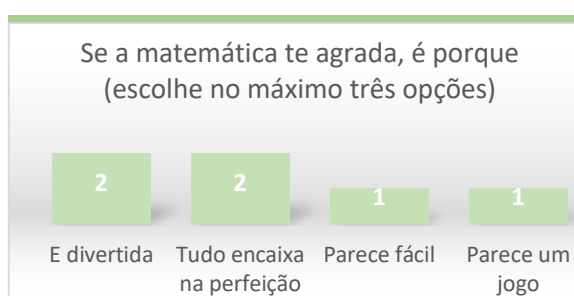 Se a matemática te agrada, é porque
(escolhe no máximo três opções)
2 2 1 1
E divertida Tudo encaixa na perfeição Parece fácil Parece um jogo